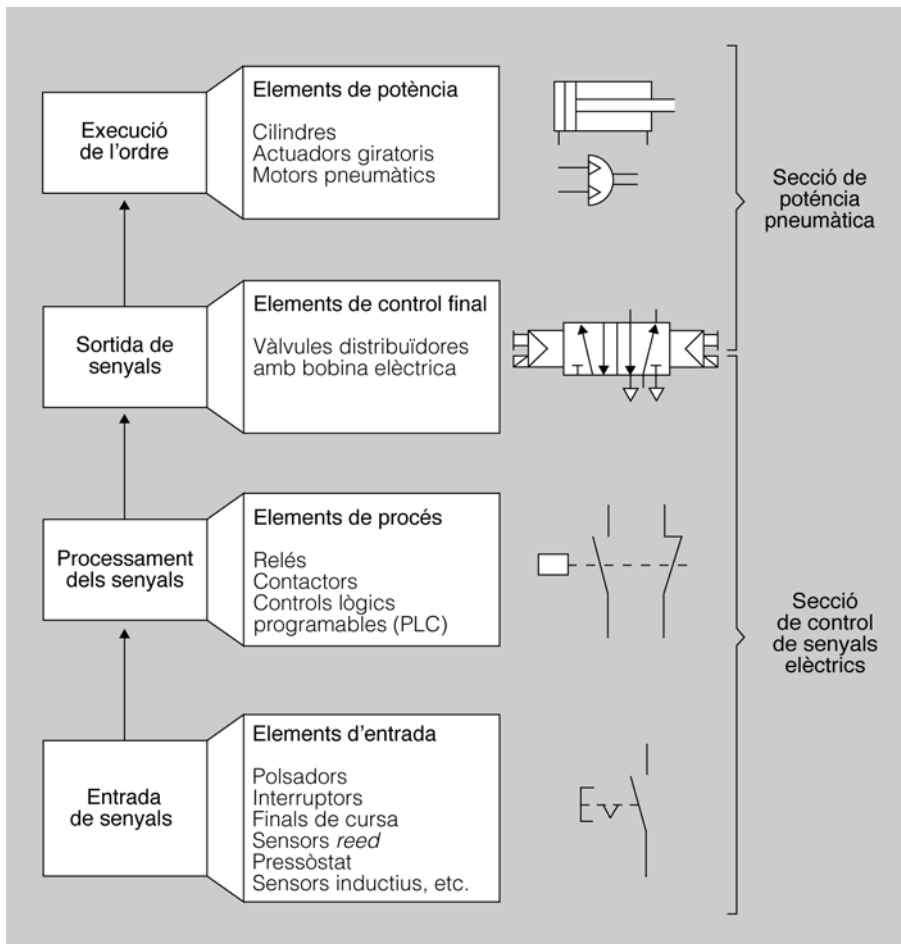 Execució
de l'ordre
Elements de potència
Cilindres
Actuadors giratoris
Motors pneumàtics
Secció de
poténcia
pneumàtica
Sortida de
senyals
Elements de control final
Vàlvules distribuïdores
amb bobina elèctrica
Processament
dels senyals
Elements de procés
Relés
Contactors
Controls lògics
programables (PLC)
Secció
de control
de senyals
elèctrics
Entrada
de senyals
Elements d'entrada
Polsadors
Interruptors
Finals de cursa
Sensors reed
Pressòstat
Sensors inductius, etc.